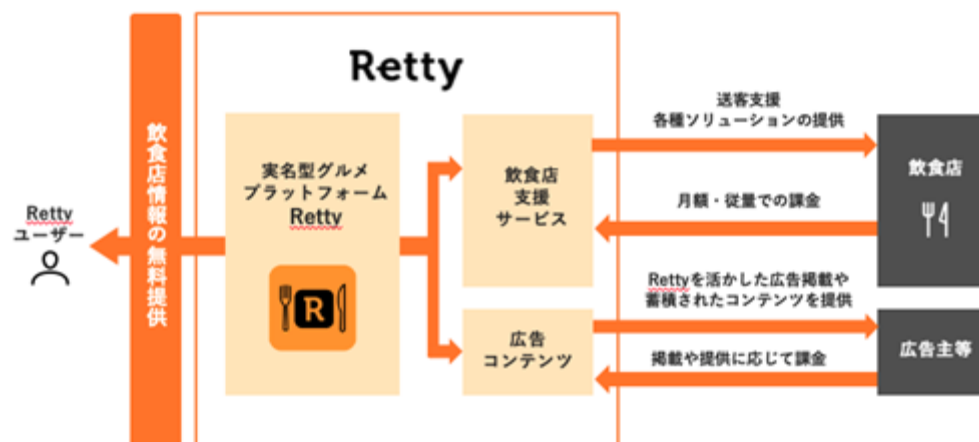 Retty
飲食店情報の無料提供
Retty
ユーザー
実名型グルメ
プラットフォーム
Retty
R
飲食店
支援
サービス
広告
コンテンツ
送客支援
各種ソリューションの提供
月額・従量での課金
Rettyを活かした広告掲載や
蓄積されたコンテンツを提供
掲載や提供に応じて課金
飲食店
広告主等